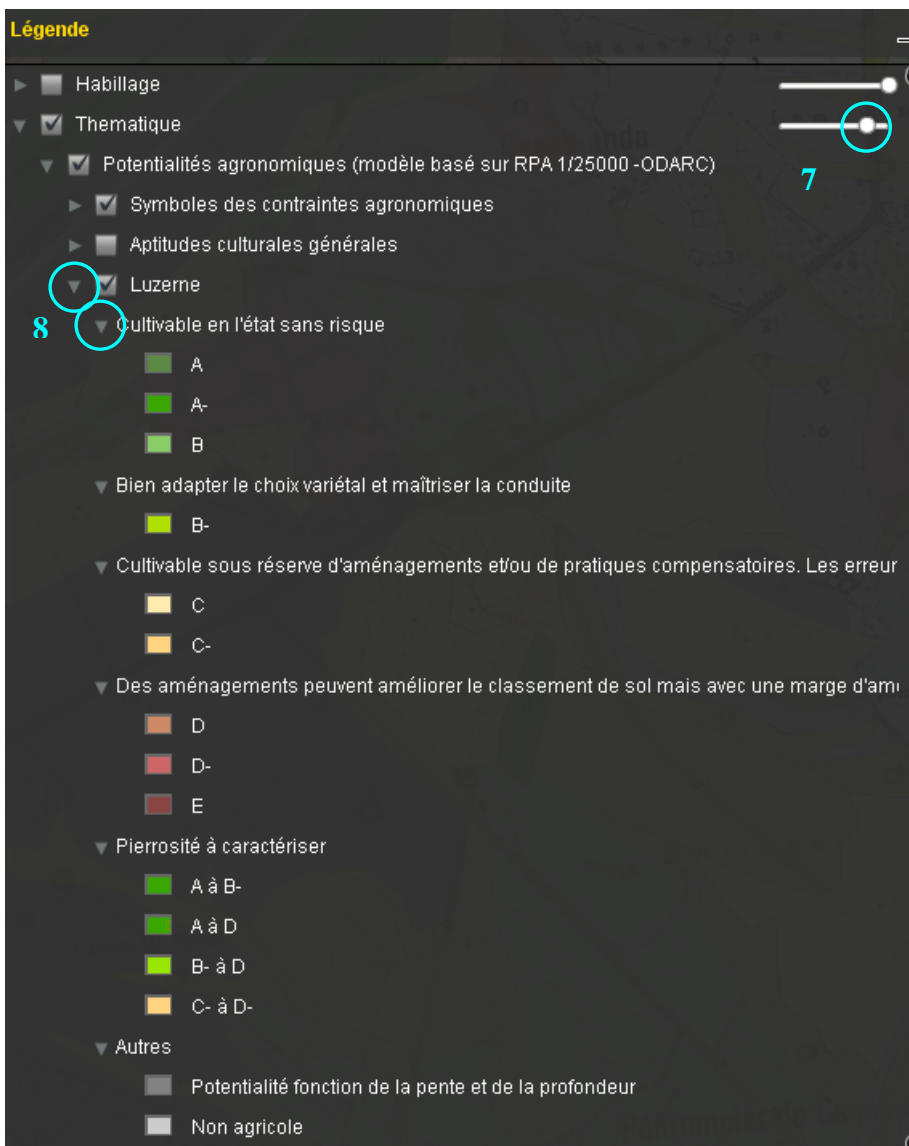 Légende
Habillage
Thematique
7
Potentialités agronomiques (modèle basé sur RPA 1/25000 -ODARC)
Symboles des contraintes agronomiques
Aptitudes culturales générales
Luzerne
8
Cultivable en l'état sans risque
A
A-
B
Bien adapter le choix variétal et maîtriser la conduite
B-
Cultivable sous réserve d'aménagements et/ou de pratiques compensatoires. Les erreur
C
C-
Des aménagements peuvent améliorer le classement de sol mais avec une marge d'am
D
D-
E
Pierrosité à caractériser
A à B-
A à D
B- à D
C- à D-
Autres
Potentialité fonction de la pente et de la profondeur
Non agricole